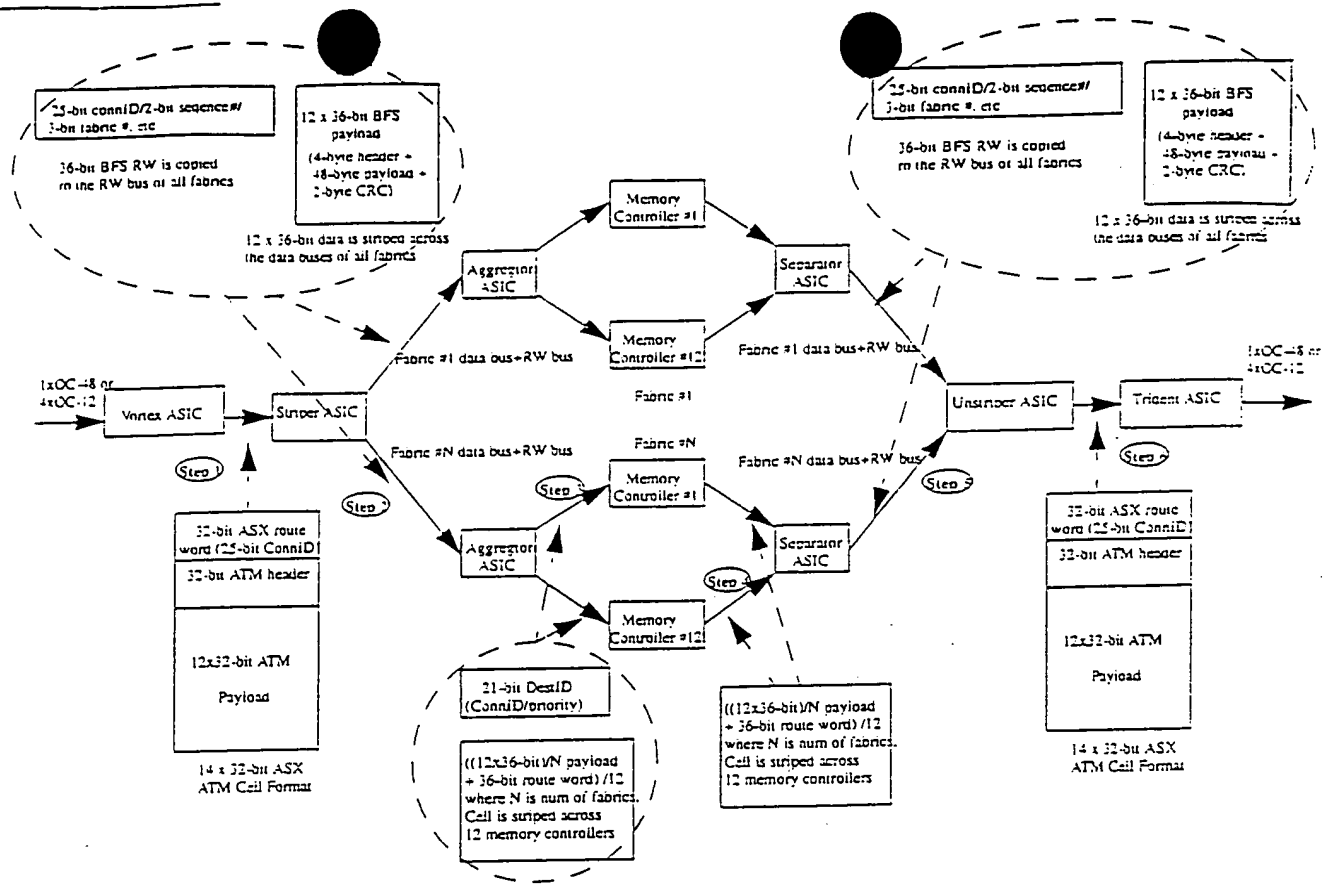 25-bit connID/2-bit sequence#/
3-bit fabric #, etc
36-bit BFS RW is copied
to the RW bus of all fabrics
12 x 36-bit BFS
payload
(4-byte header +
48-byte payload +
2-byte CRC)
12 x 36-bit data is striped across
the data buses of all fabrics
25-bit connID/2-bit sequence#/
3-bit fabric #, etc
36-bit BFS RW is copied
to the RW bus of all fabrics
12 x 36-bit BFS
payload
(4-byte header +
48-byte payload +
2-byte CRC)
12 x 36-bit data is striped across
the data buses of all fabrics
Memory
Controller #1
Aggregtor
ASIC
Separator
ASIC
Memory
Controller #12
Fabric #1 data bus+RW bus
Fabric #1 data bus+RW bus
Fabric #1
1xOC-48 or
4xOC-12
Vortex ASIC
Striper ASIC
Unstriper ASIC
Trident ASIC
1xOC-48 or
4xOC-12
Fabric #N
Fabric #N data bus+RW bus
Fabric #N data bus+RW bus
Step 1
Step
Step
Memory
Controller #1
Step
Step
Aggregtor
ASIC
Separator
ASIC
Step
Memory
Controller #12
32-bit ASX route
word (25-bit ConnID)
32-bit ATM header
12x32-bit ATM
Payload
14 x 32-bit ASX
ATM Cell Format
21-bit DestID
(ConnID/priority)
((12x36-bit)/N payload
+ 36-bit route word) /12
where N is num of fabrics.
Cell is striped across
12 memory controllers
((12x36-bit)/N payload
+ 36-bit route word) /12
where N is num of fabrics.
Cell is striped across
12 memory controllers
32-bit ASX route
word (25-bit ConnID)
32-bit ATM header
12x32-bit ATM
Payload
14 x 32-bit ASX
ATM Cell Format